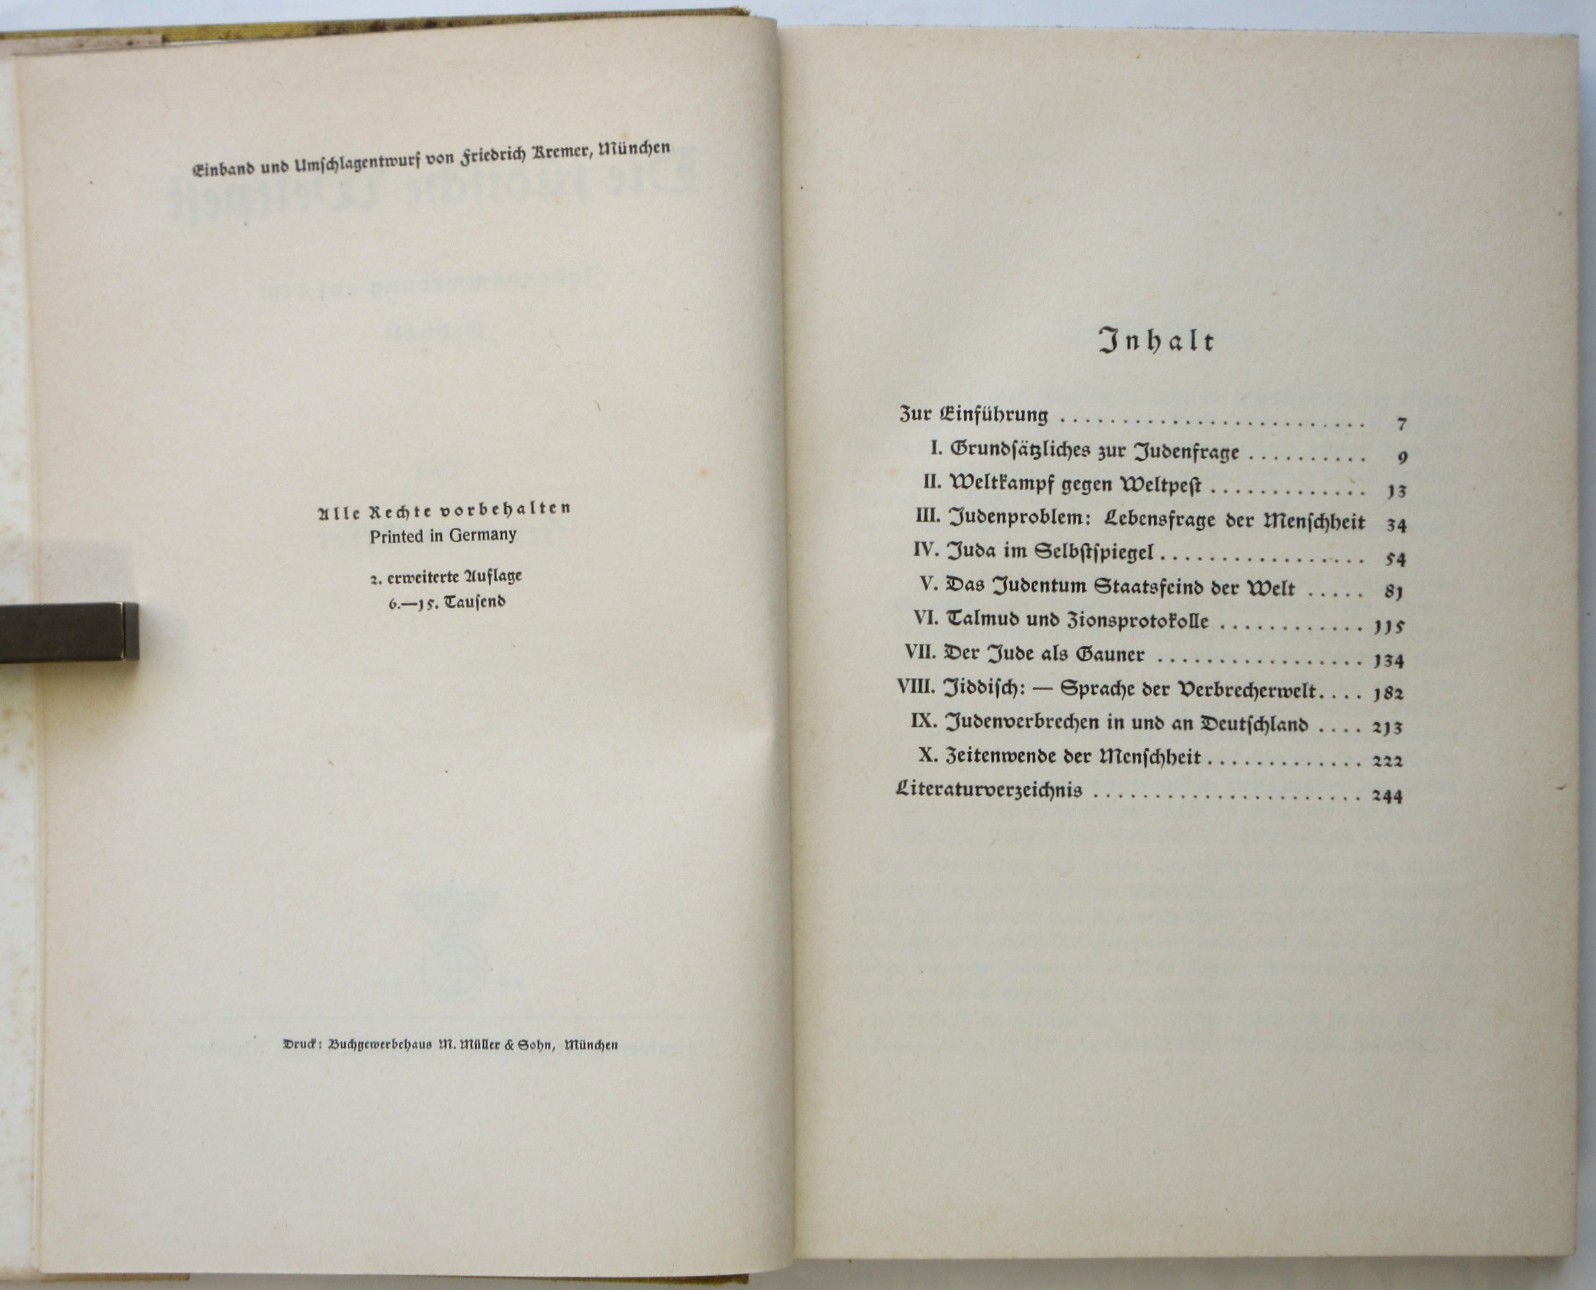 Einband und Umschlagentwurf von Friedrich Kremer, München
Alle Rechte vorbehalten
Printed in Germany
2. erweiterte Auflage
6.—15. Tausend
Druck: Buchgewerbehaus M. Müller & Sohn, München
Inhalt
Zur Einführung . . . . . . . . . . . . . . . . . . . . . . . . . 7
I. Grundsätzliches zur Judenfrage . . . . . . . . . . 9
II. Weltkampf gegen Weltpest . . . . . . . . . . . . . 13
III. Judenproblem: Lebensfrage der Menschheit 34
IV. Juda im Selbstspiegel . . . . . . . . . . . . . . . . . 54
V. Das Judentum Staatsfeind der Welt . . . . . 81
VI. Talmud und Zionsprotokolle . . . . . . . . . . . . 115
VII. Der Jude als Gauner . . . . . . . . . . . . . . . . . 134
VIII. Jiddisch: — Sprache der Verbrecherwelt . . . . 182
IX. Judenverbrechen in und an Deutschland . . . . 213
X. Zeitenwende der Menschheit . . . . . . . . . . . . . 222
Literaturverzeichnis . . . . . . . . . . . . . . . . . . . . . . 244